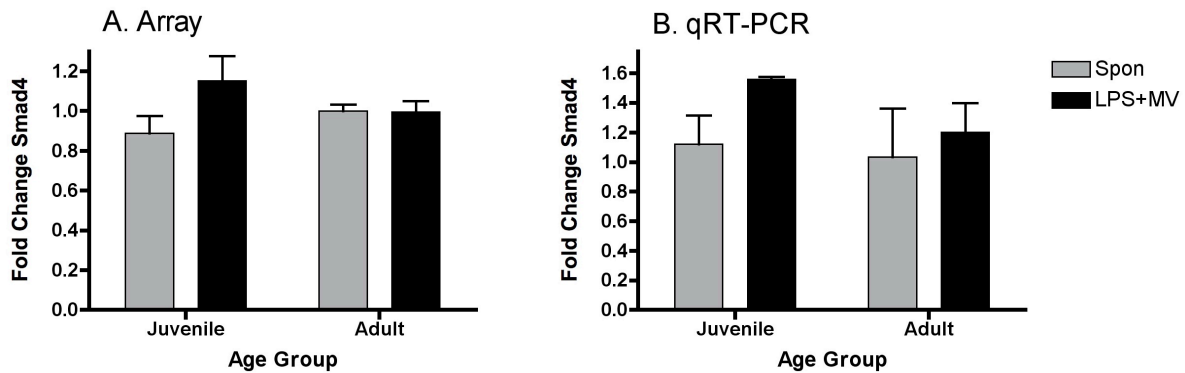 A. Array
Fold Change Smad4
1.2
1.0
0.8
0.6
0.4
0.2
0.0
Juvenile Adult
Age Group
B. qRT-PCR
Fold Change Smad4
1.6
1.4
1.2
1.0
0.8
0.6
0.4
0.2
0.0
Juvenile Adult
Age Group
Spon
LPS+MV